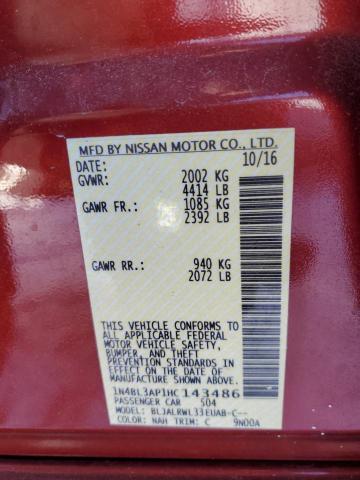 MFD BY NISSAN MOTOR CO., LTD.
DATE: 10/16
GVWR: 2002 KG
4414 LB
GAWR FR.: 1085 KG
2392 LB
GAWR RR.: 940 KG
2072 LB
THIS VEHICLE CONFORMS TO
ALL APPLICABLE FEDERAL
MOTOR VEHICLE SAFETY,
BUMPER, AND THEFT
PREVENTION STANDARDS IN
EFFECT ON THE DATE OF
MANUFACTURE SHOWN ABOVE.
1N4BL3AP1HC143486
PASSENGER CAR 504
MODEL: BLJALRWL33EUAB-C--
COLOR: NAH TRIM: C 9N00A